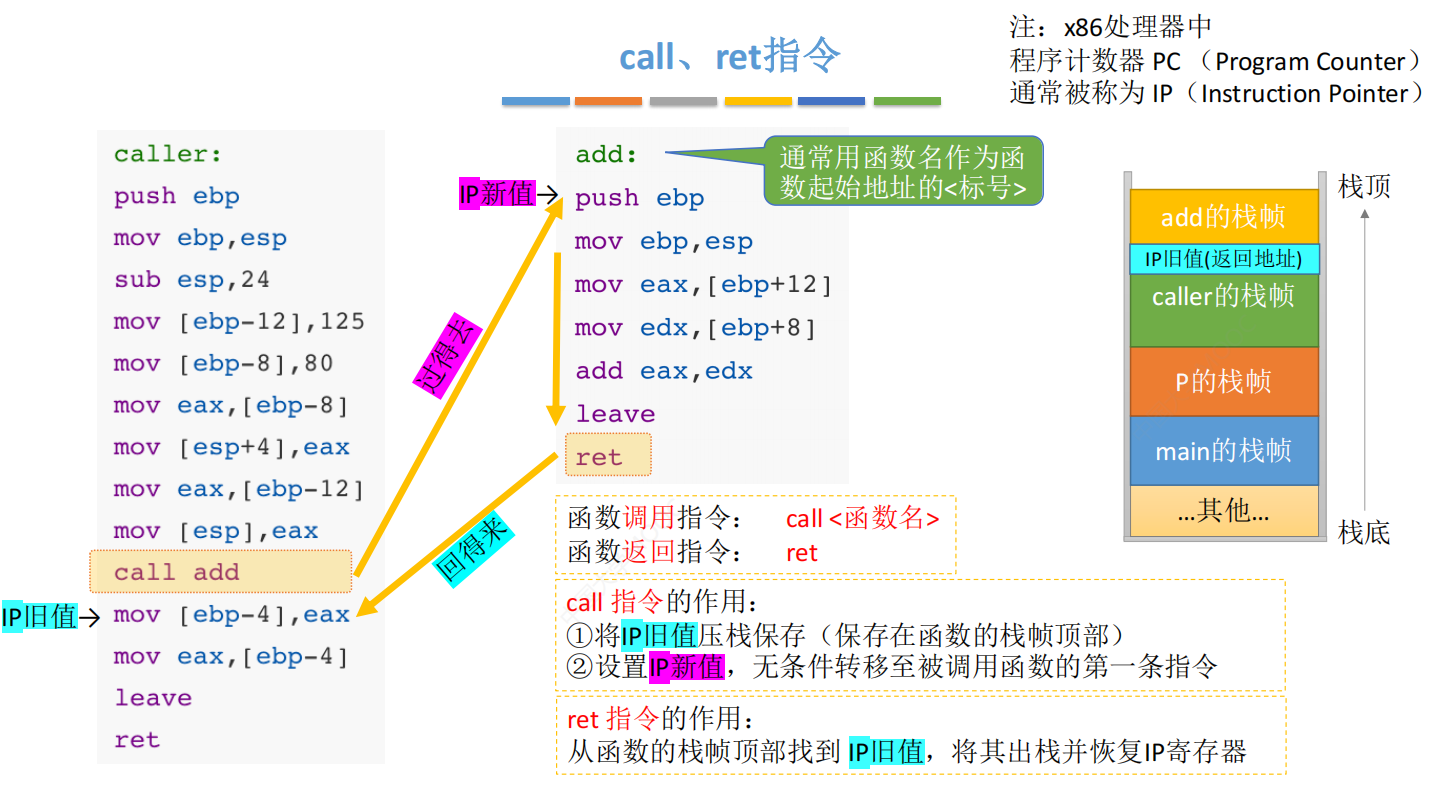 call、ret指令
注：x86处理器中
程序计数器 PC （Program Counter）
通常被称为 IP（Instruction Pointer）
caller:
push ebp
mov ebp,esp
sub esp,24
mov [ebp-12],125
mov [ebp-8],80
mov eax,[ebp-8]
mov [esp+4],eax
mov eax,[ebp-12]
mov [esp],eax
call add
IP旧值→
mov [ebp-4],eax
mov eax,[ebp-4]
leave
ret
过得去
回得来
add:
通常用函数名作为函
数起始地址的<标号>
IP新值→
push ebp
mov ebp,esp
mov eax,[ebp+12]
mov edx,[ebp+8]
add eax,edx
leave
ret
函数调用指令： call <函数名>
函数返回指令： ret
call 指令的作用：
①将IP旧值压栈保存（保存在函数的栈帧顶部）
②设置IP新值，无条件转移至被调用函数的第一条指令
ret 指令的作用：
从函数的栈帧顶部找到 IP旧值，将其出栈并恢复IP寄存器
栈顶
add的栈帧
IP旧值(返回地址)
caller的栈帧
P的栈帧
main的栈帧
...其他...
栈底